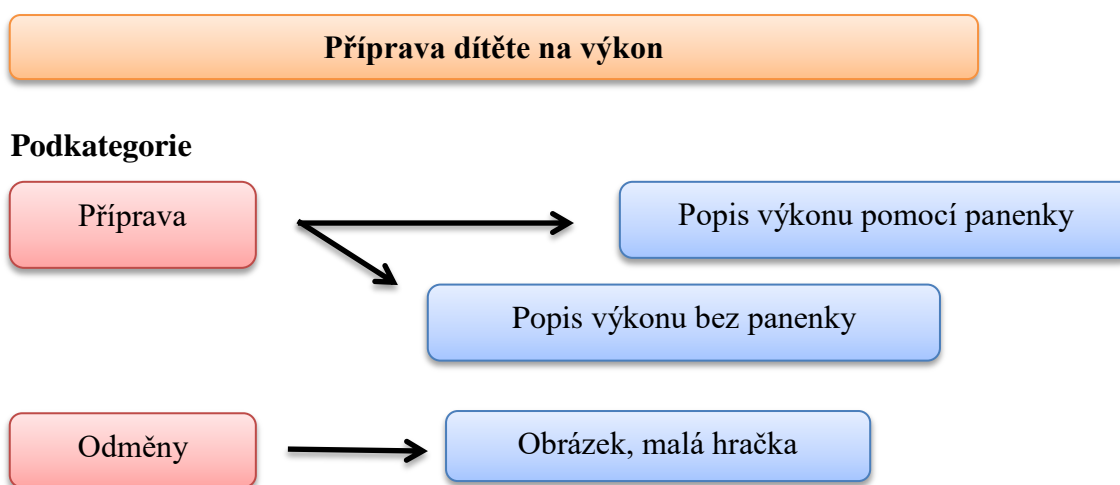 Příprava dítěte na výkon
Podkategorie
Příprava
Popis výkonu pomocí panenky
Popis výkonu bez panenky
Odměny
Obrázek, malá hračka